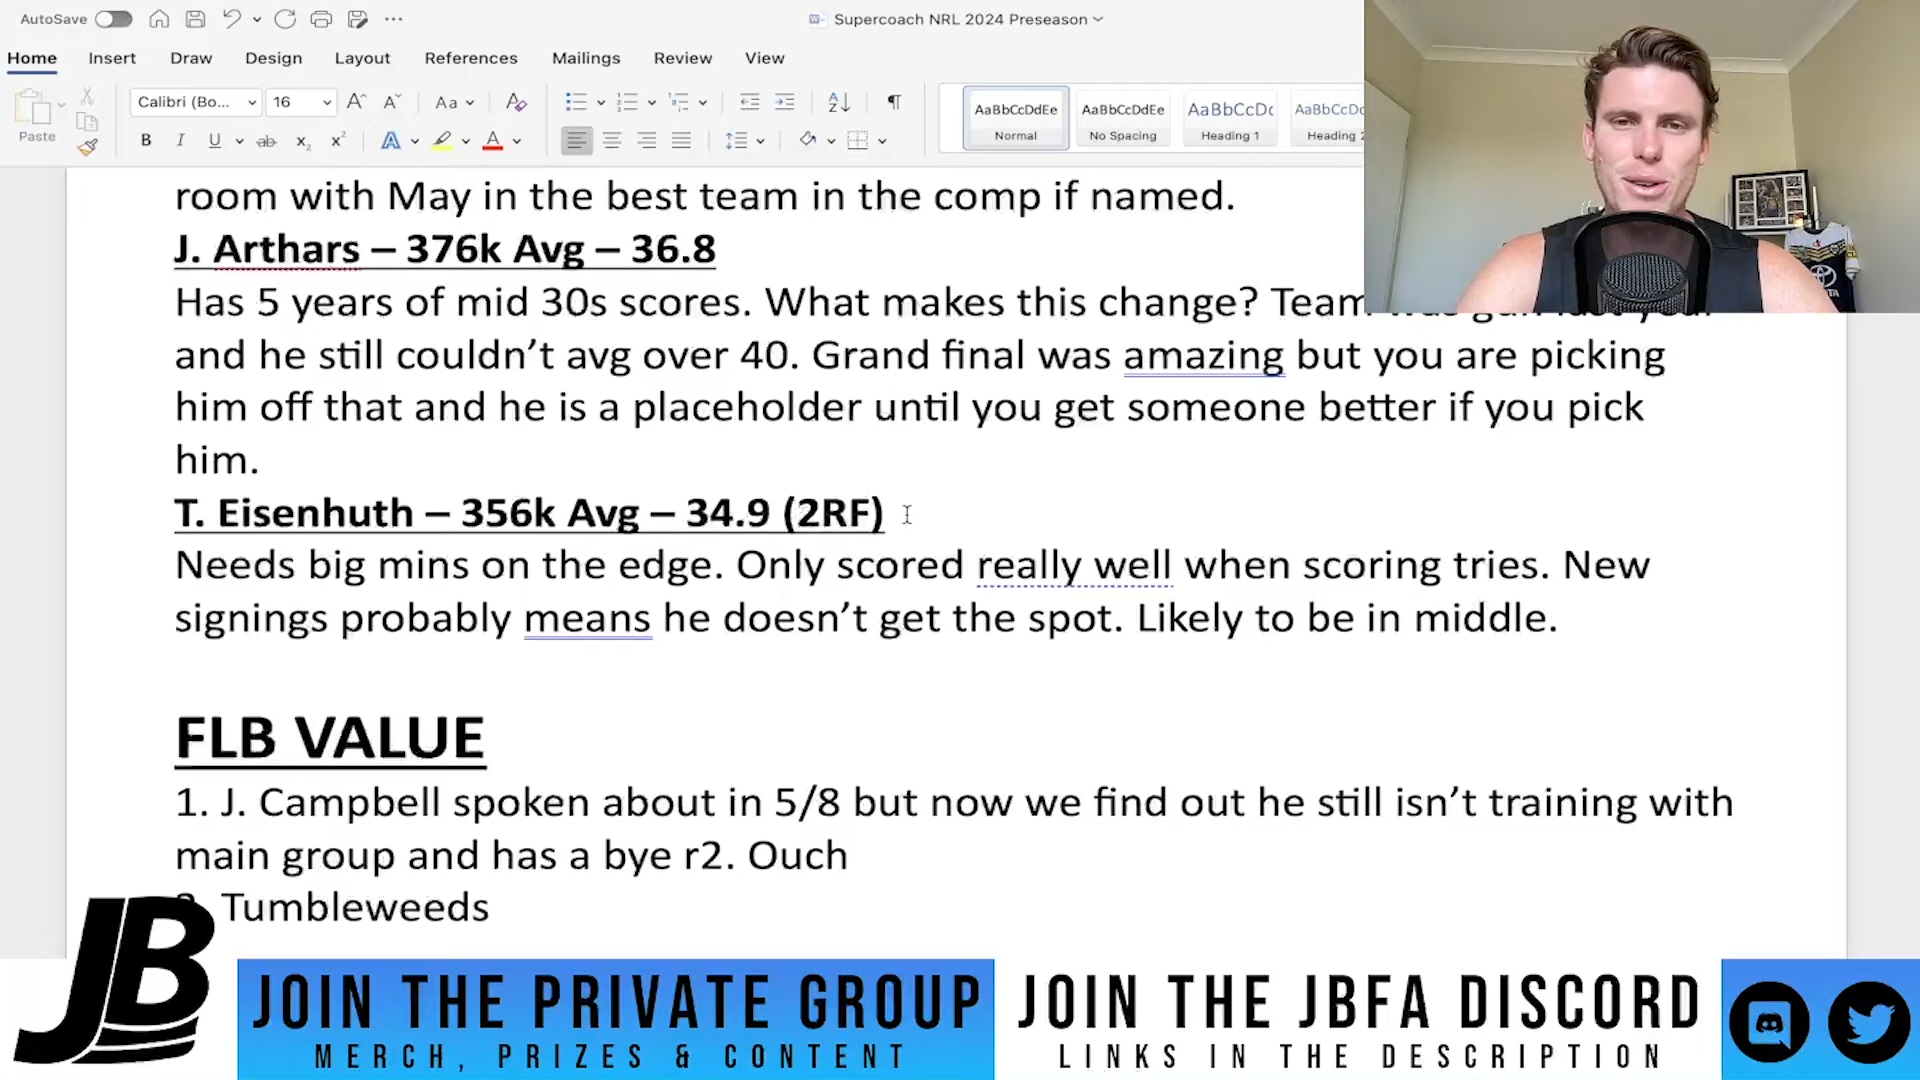 AutoSave
Supercoach NRL 2024 Preseason
Home Insert Draw Design Layout References Mailings Review View
Paste
Calibri (Bo... 16
AaBbCcDdEe AaBbCcDdEe AaBbCcDc AaBbCcDc
Normal No Spacing Heading 1 Heading 2
room with May in the best team in the comp if named.
J. Arthars – 376k Avg – 36.8
Has 5 years of mid 30s scores. What makes this change? Team was gun last year
and he still couldn’t avg over 40. Grand final was amazing but you are picking
him off that and he is a placeholder until you get someone better if you pick
him.
T. Eisenhuth – 356k Avg – 34.9 (2RF)
Needs big mins on the edge. Only scored really well when scoring tries. New
signings probably means he doesn’t get the spot. Likely to be in middle.
FLB VALUE
1. J. Campbell spoken about in 5/8 but now we find out he still isn’t training with
main group and has a bye r2. Ouch
2. Tumbleweeds
JB
JOIN THE PRIVATE GROUP
MERCH, PRIZES & CONTENT
JOIN THE JBFA DISCORD
LINKS IN THE DESCRIPTION